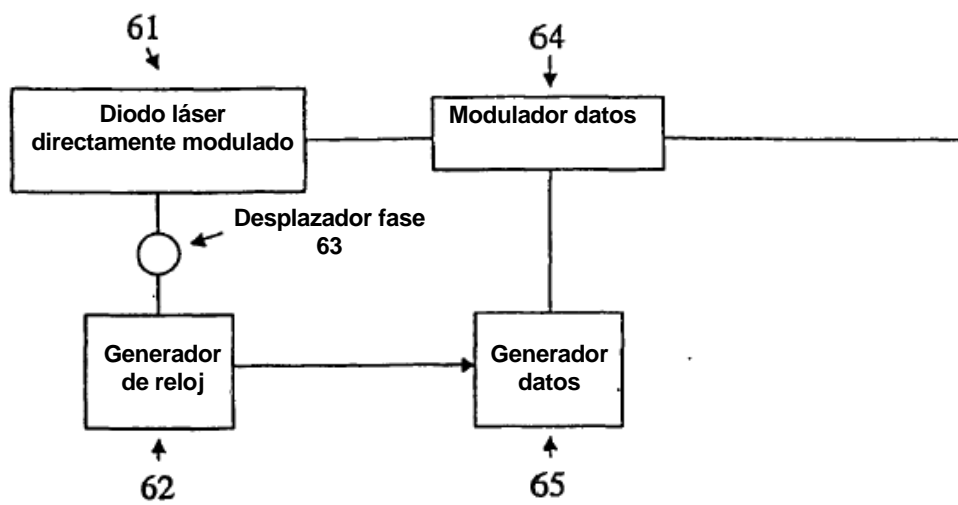 61
64
Diodo láser
directamente modulado
Modulador datos
Desplazador fase
63
Generador
de reloj
Generador
datos
62
65